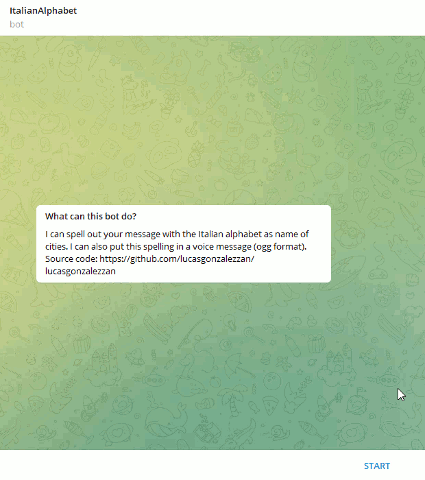 ItalianAlphabet
bot
What can this bot do?
I can spell out your message with the Italian alphabet as name of
cities. I can also put this spelling in a voice message (ogg format).
Source code: https://github.com/lucasgonzalezzan/
lucasgonzalezzan
START